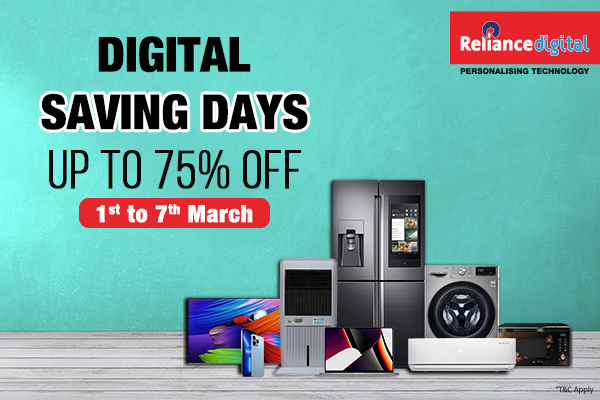 DIGITAL
SAVING DAYS
UP TO 75% OFF
1st to 7th March
Reliance digital
PERSONALISING TECHNOLOGY
*T&C Apply